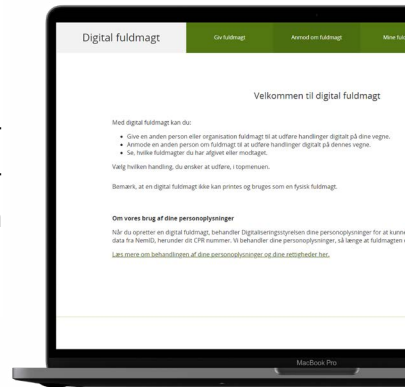 Digital fuldmagt
Giv fuldmagt
Anmod om fuldmagt
Mine
Velkommen til digital fuldmagt
Med digital fuldmagt kan du:
Give en anden person eller organisation fuldmagt til at udføre handlinger digitalt på dine vegne.
Anmode en anden person om fuldmagt til at udføre handlinger digitalt på dennes vegne.
Se, hvilke fuldmagter du har afgivet eller modtaget.
Vælg hvilken handling, du ønsker at udføre, i topmenuen.
Bemærk, at en digital fuldmagt ikke kan printes og bruges som en fysisk fuldmagt.
Om vores brug af dine personoplysninger
Når du opretter en digital fuldmagt, behandler Digitaliseringsstyrelsen dine personoplysninger for at kunne
data fra NemID, herunder dit CPR nummer. Vi behandler dine personoplysninger, så længe at fuldmagten
Læs mere om behandlingen af dine personoplysninger og dine rettigheder her.
MacBook Pro